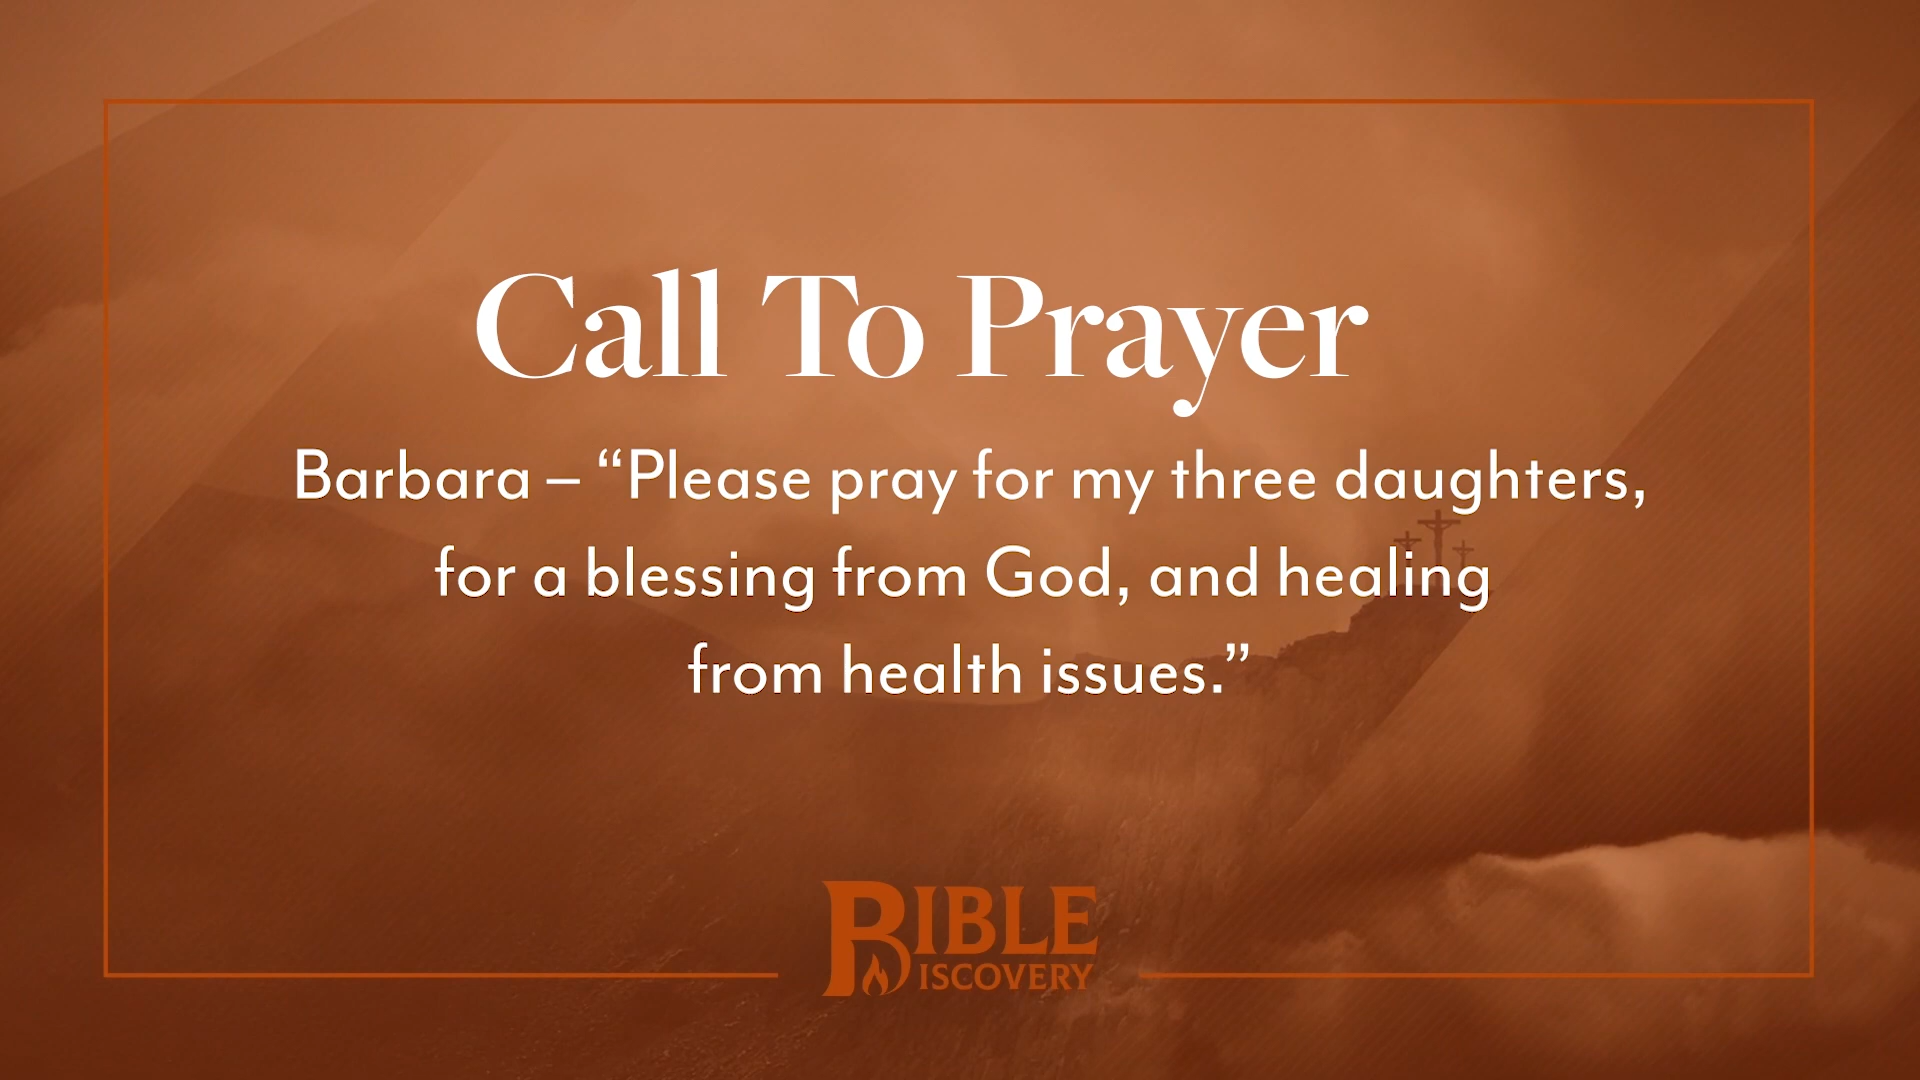 Call To Prayer
Barbara – “Please pray for my three daughters,
for a blessing from God, and healing
from health issues.”
BIBLE
DISCOVERY